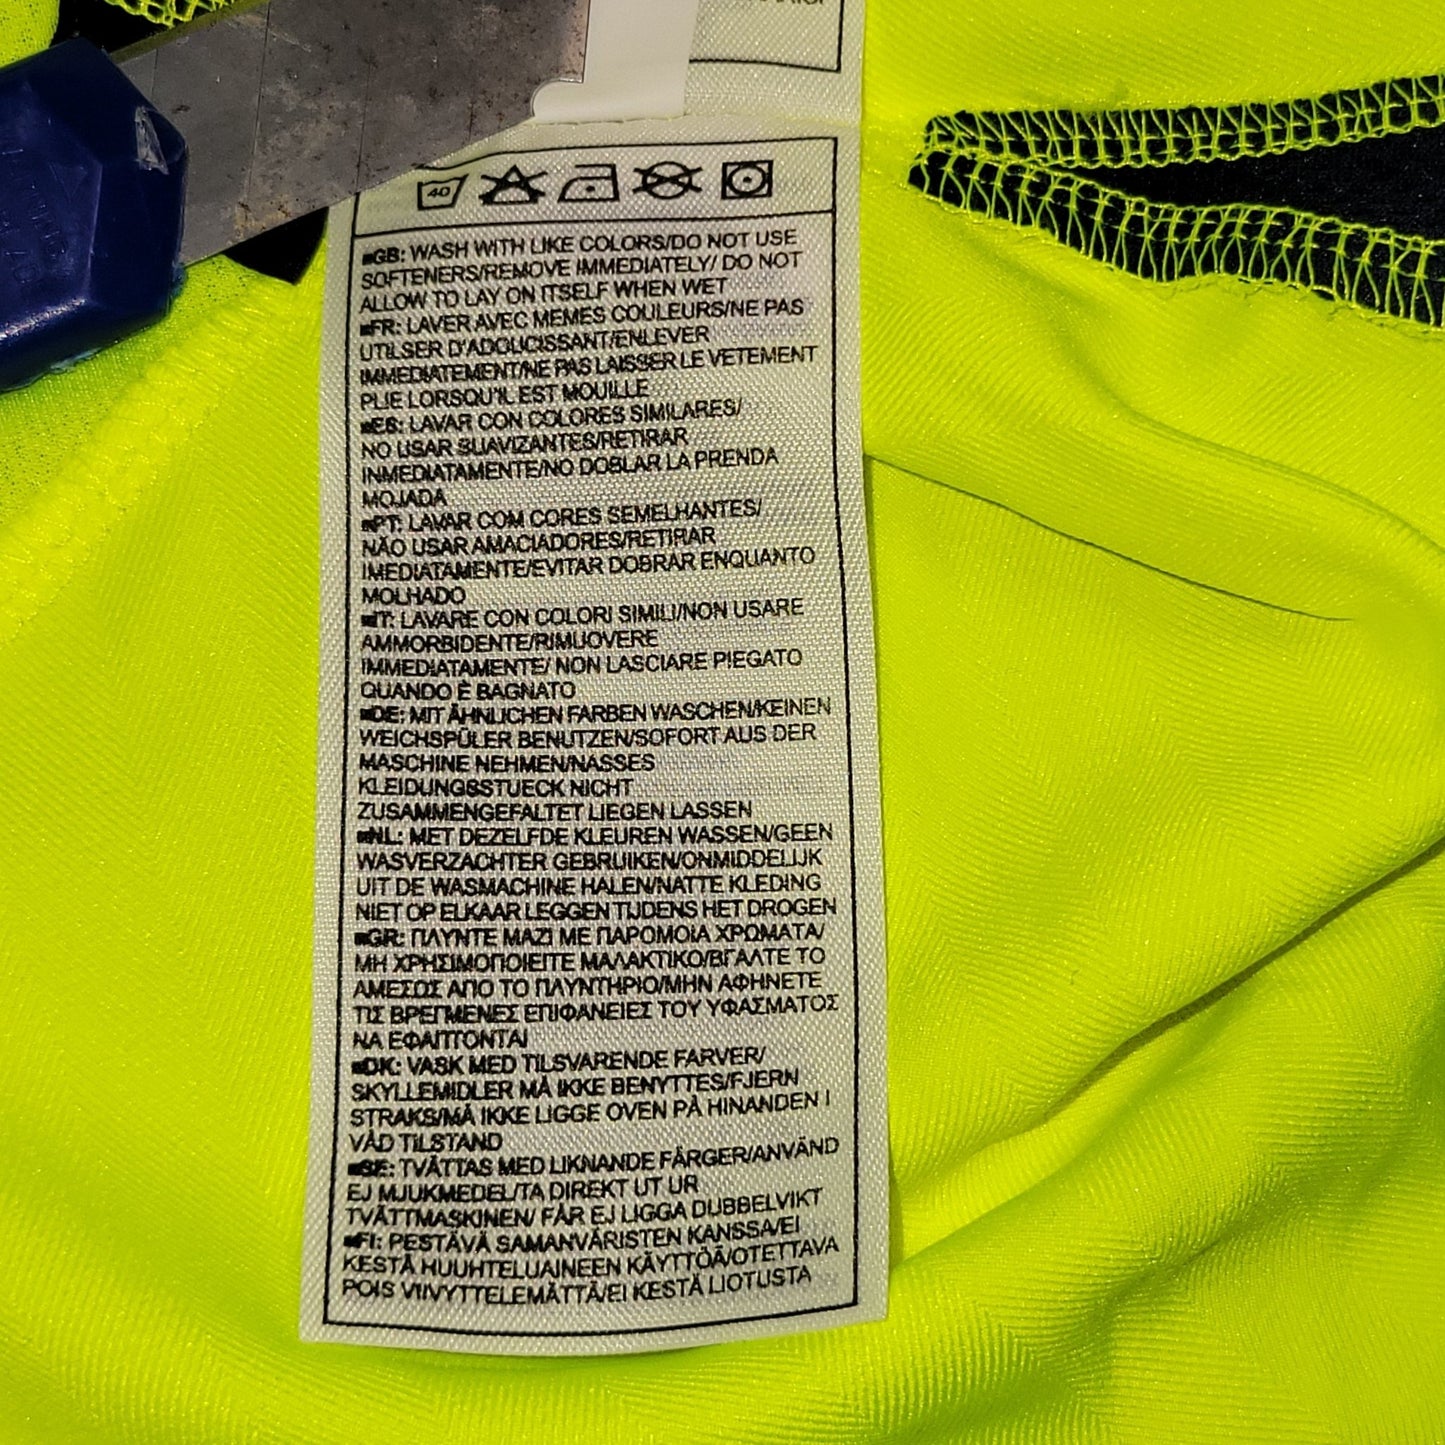 40
GB: WASH WITH LIKE COLORS/DO NOT USE
SOFTENERS/REMOVE IMMEDIATELY/ DO NOT
ALLOW TO LAY ON ITSELF WHEN WET
FR: LAVER AVEC MEMES COULEURS/NE PAS
UTILSER D'ADOUCISSANT/ENLEVER
IMMEDIATEMENT/NE PAS LAISSER LE VETEMENT
PLIE LORSQU'IL EST MOUILLE
ES: LAVAR CON COLORES SIMILARES/
NO USAR SUAVIZANTES/RETIRAR
INMEDIATAMENTE/NO DOBLAR LA PRENDA
MOJADA
PT: LAVAR COM CORES SEMELHANTES/
NÃO USAR AMACIADORES/RETIRAR
IMEDIATAMENTE/EVITAR DOBRAR ENQUANTO
MOLHADO
IT: LAVARE CON COLORI SIMILI/NON USARE
AMMORBIDENTE/RIMUOVERE
IMMEDIATAMENTE/ NON LASCIARE PIEGATO
QUANDO È BAGNATO
DE: MIT ÄHNLICHEN FARBEN WASCHEN/KEINEN
WEICHSPÜLER BENUTZEN/SOFORT AUS DER
MASCHINE NEHMEN/NASSES
KLEIDUNGSSTUECK NICHT
ZUSAMMENGEFALTET LIEGEN LASSEN
NL: MET DEZELFDE KLEUREN WASSEN/GEEN
WASVERZACHTER GEBRUIKEN/ONMIDDELIJK
UIT DE WASMACHINE HALEN/NATTE KLEDING
NIET OP ELKAAR LEGGEN TIJDENS HET DROGEN
GR: ΠΛΥΝΤΕ ΜΑΖΙ ΜΕ ΠΑΡΟΜΟΙΑ ΧΡΩΜΑΤΑ/
ΜΗ ΧΡΗΣΙΜΟΠΟΙΕΙΤΕ ΜΑΛΑΚΤΙΚΟ/ΒΓΑΛΤΕ ΤΟ
ΑΜΕΣΩΣ ΑΠΟ ΤΟ ΠΛΥΝΤΗΡΙΟ/ΜΗΝ ΑΦΗΝΕΤΕ
ΤΙΣ ΒΡΕΓΜΕΝΕΣ ΕΠΙΦΑΝΕΙΕΣ ΤΟΥ ΥΦΑΣΜΑΤΟΣ
ΝΑ ΕΦΑΠΤΟΝΤΑΙ
DK: VASK MED TILSVARENDE FARVER/
SKYLLEMIDLER MÅ IKKE BENYTTES/FJERN
STRAKS/MÅ IKKE LIGGE OVEN PÅ HINANDEN I
VÅD TILSTAND
SE: TVÄTTAS MED LIKNANDE FÄRGER/ANVÄND
EJ MJUKMEDEL/TA DIREKT UT UR
TVÄTTMASKINEN/ FÅR EJ LIGGA DUBBELVIKT
FI: PESTÄVÄ SAMANVÄRISTEN KANSSA/EI
KESTÄ HUUHTELUAINEEN KÄYTTÖÄ/OTETTAVA
POIS VIIVYTTELEMÄTTÄ/EI KESTÄ LIOTUSTA